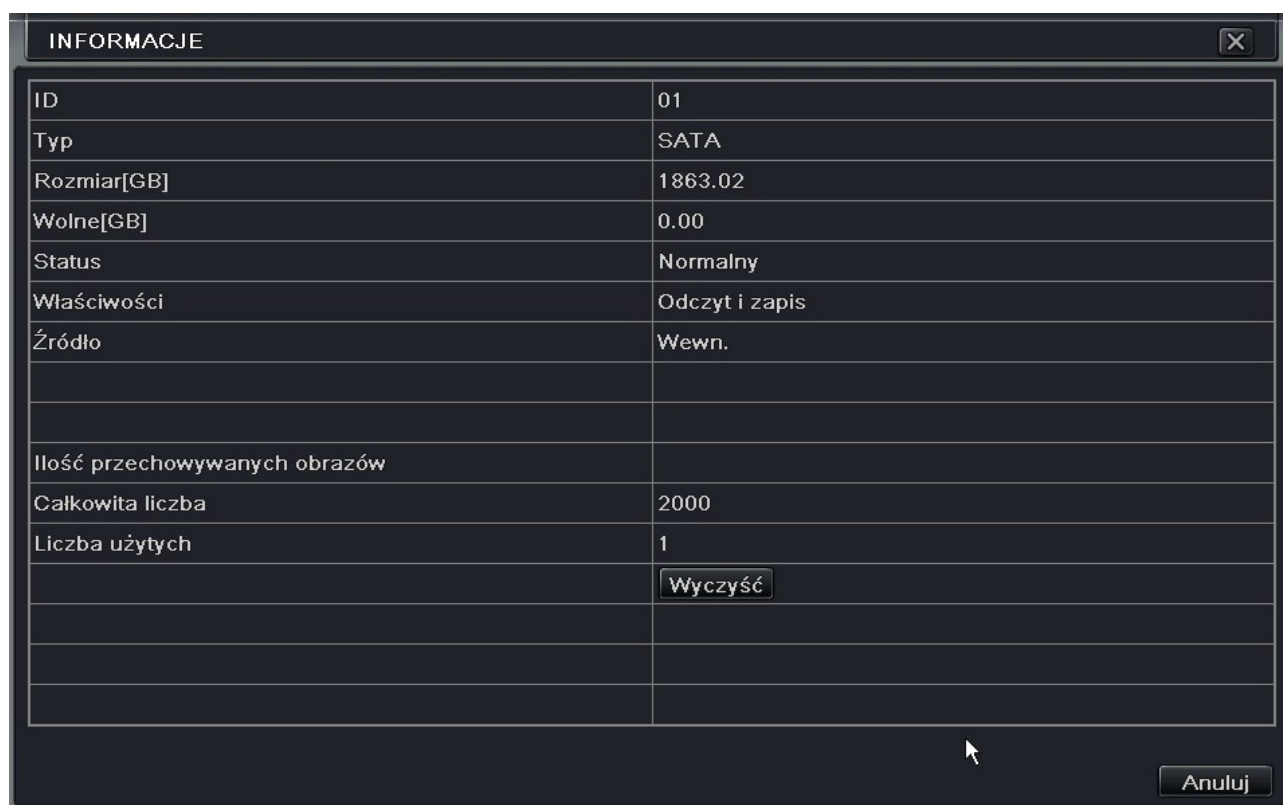 INFORMACJE
ID 01
Typ SATA
Rozmiar[GB] 1863.02
Wolne[GB] 0.00
Status Normalny
Właściwości Odczyt i zapis
Źródło Wewn.
Ilość przechowywanych obrazów
Całkowita liczba 2000
Liczba użytych 1
Wyczyść
Anuluj